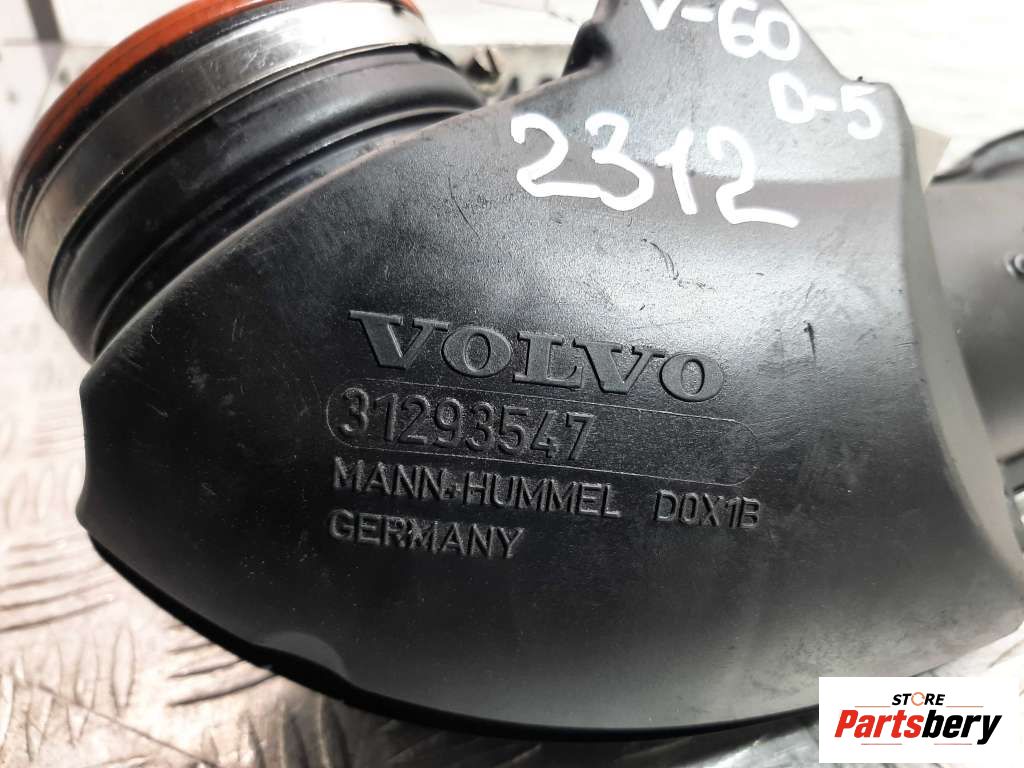 V-60
D-5
2312
VOLVO
31293547
MANN+HUMMEL D0X1B
GERMANY
STORE
Partsbery